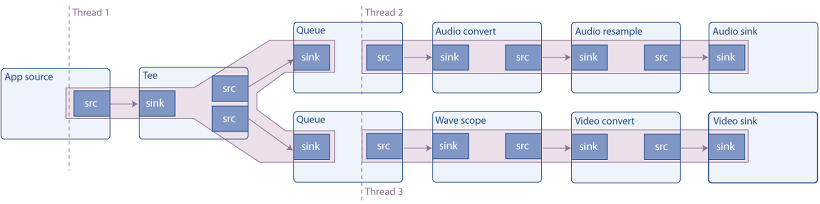 Thread 1
Thread 2
Queue
Audio convert
Audio resample
Audio sink
sink
src
sink
src
sink
src
sink
App source
Tee
src
src
sink
src
Queue
Wave scope
Video convert
Video sink
sink
src
sink
src
sink
src
sink
Thread 3